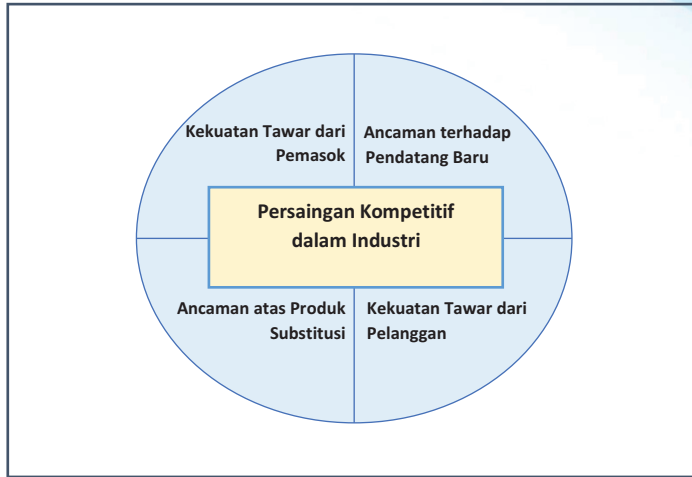 Kekuatan Tawar dari
Pemasok
Ancaman terhadap
Pendatang Baru
Persaingan Kompetitif
dalam Industri
Ancaman atas Produk
Substitusi
Kekuatan Tawar dari
Pelanggan